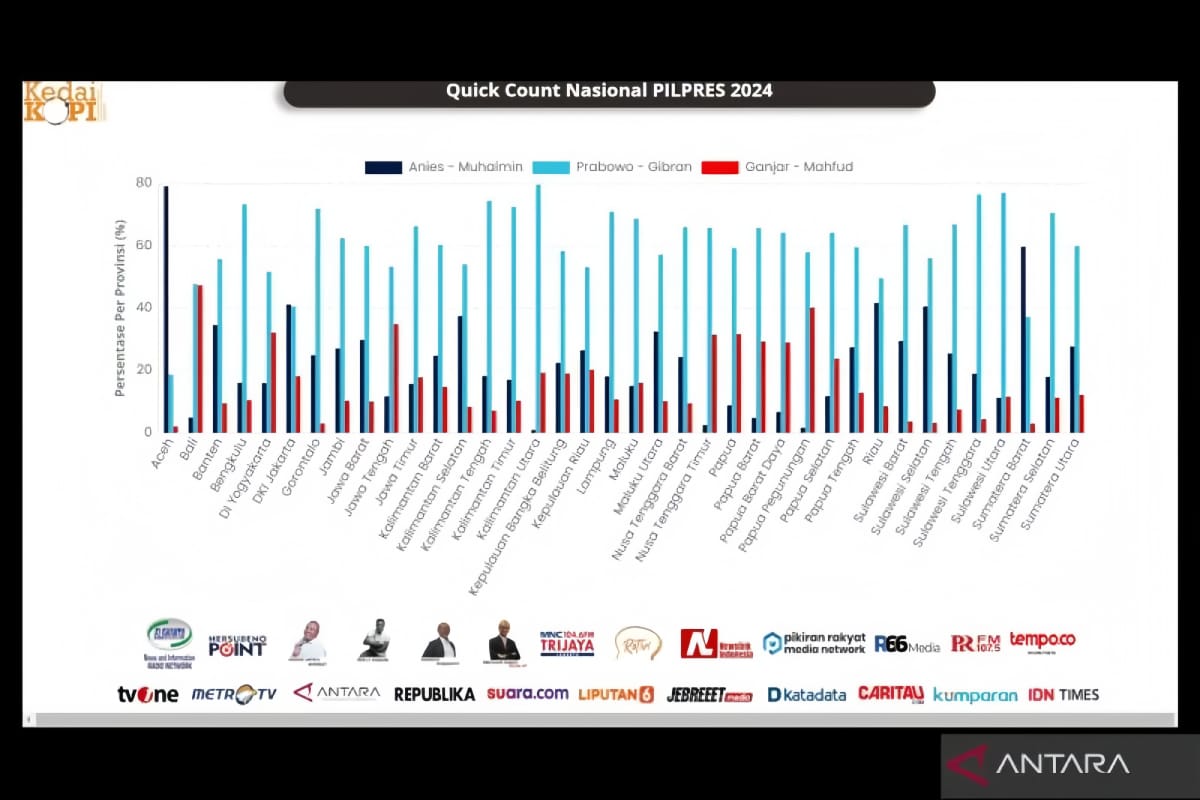 Kedai
KOPI
Quick Count Nasional PILPRES 2024
Anies - Muhaimin Prabowo - Gibran Ganjar - Mahfud
Persentase Per Provinsi (%)
80
60
40
20
0
Aceh
Bali
Banten
Bengkulu
DI Yogyakarta
DKI Jakarta
Gorontalo
Jambi
Jawa Barat
Jawa Tengah
Jawa Timur
Kalimantan Barat
Kalimantan Selatan
Kalimantan Tengah
Kalimantan Timur
Kalimantan Utara
Kepulauan Bangka Belitung
Kepulauan Riau
Lampung
Maluku
Maluku Utara
Nusa Tenggara Barat
Nusa Tenggara Timur
Papua
Papua Barat
Papua Barat Daya
Papua Pegunungan
Papua Selatan
Papua Tengah
Riau
Sulawesi Barat
Sulawesi Selatan
Sulawesi Tengah
Sulawesi Tenggara
Sulawesi Utara
Sumatera Barat
Sumatera Selatan
Sumatera Utara
ELSHINTA
News and Information
RADIO NETWORK
HERSUBENO
POINT
MNC 104.6 FM
TRIJAYA
pikiran rakyat
media network
R66 Media
PR FM
107.5
tempo.co
tvOne METRO TV ANTARA REPUBLIKA suara.com LIPUTAN6 JEBREEET media katadata CARITAU kumparan IDN TIMES
ANTARA